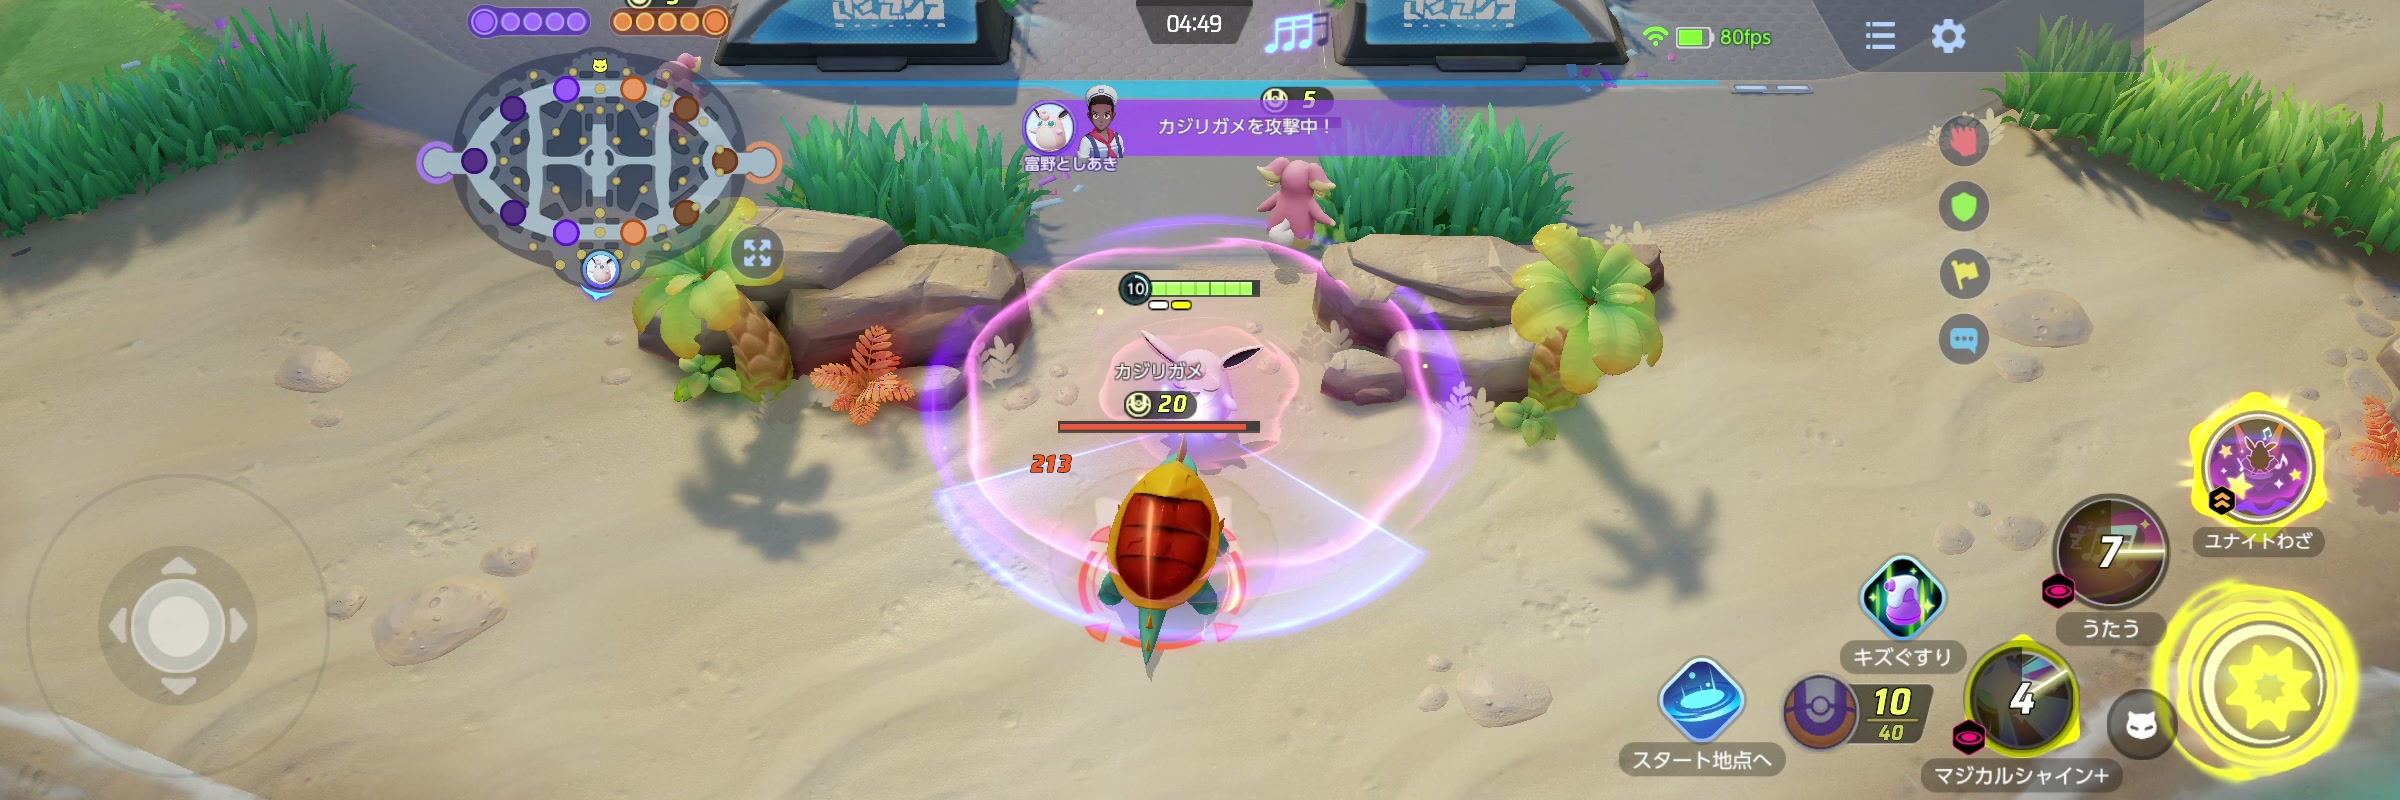 04:49
80fps
5
カジリガメを攻撃中！
富野としあき
10
カジリガメ
20
213
ユナイトわざ
7
うたう
キズぐすり
4
10
40
スタート地点へ
マジカルシャイン+